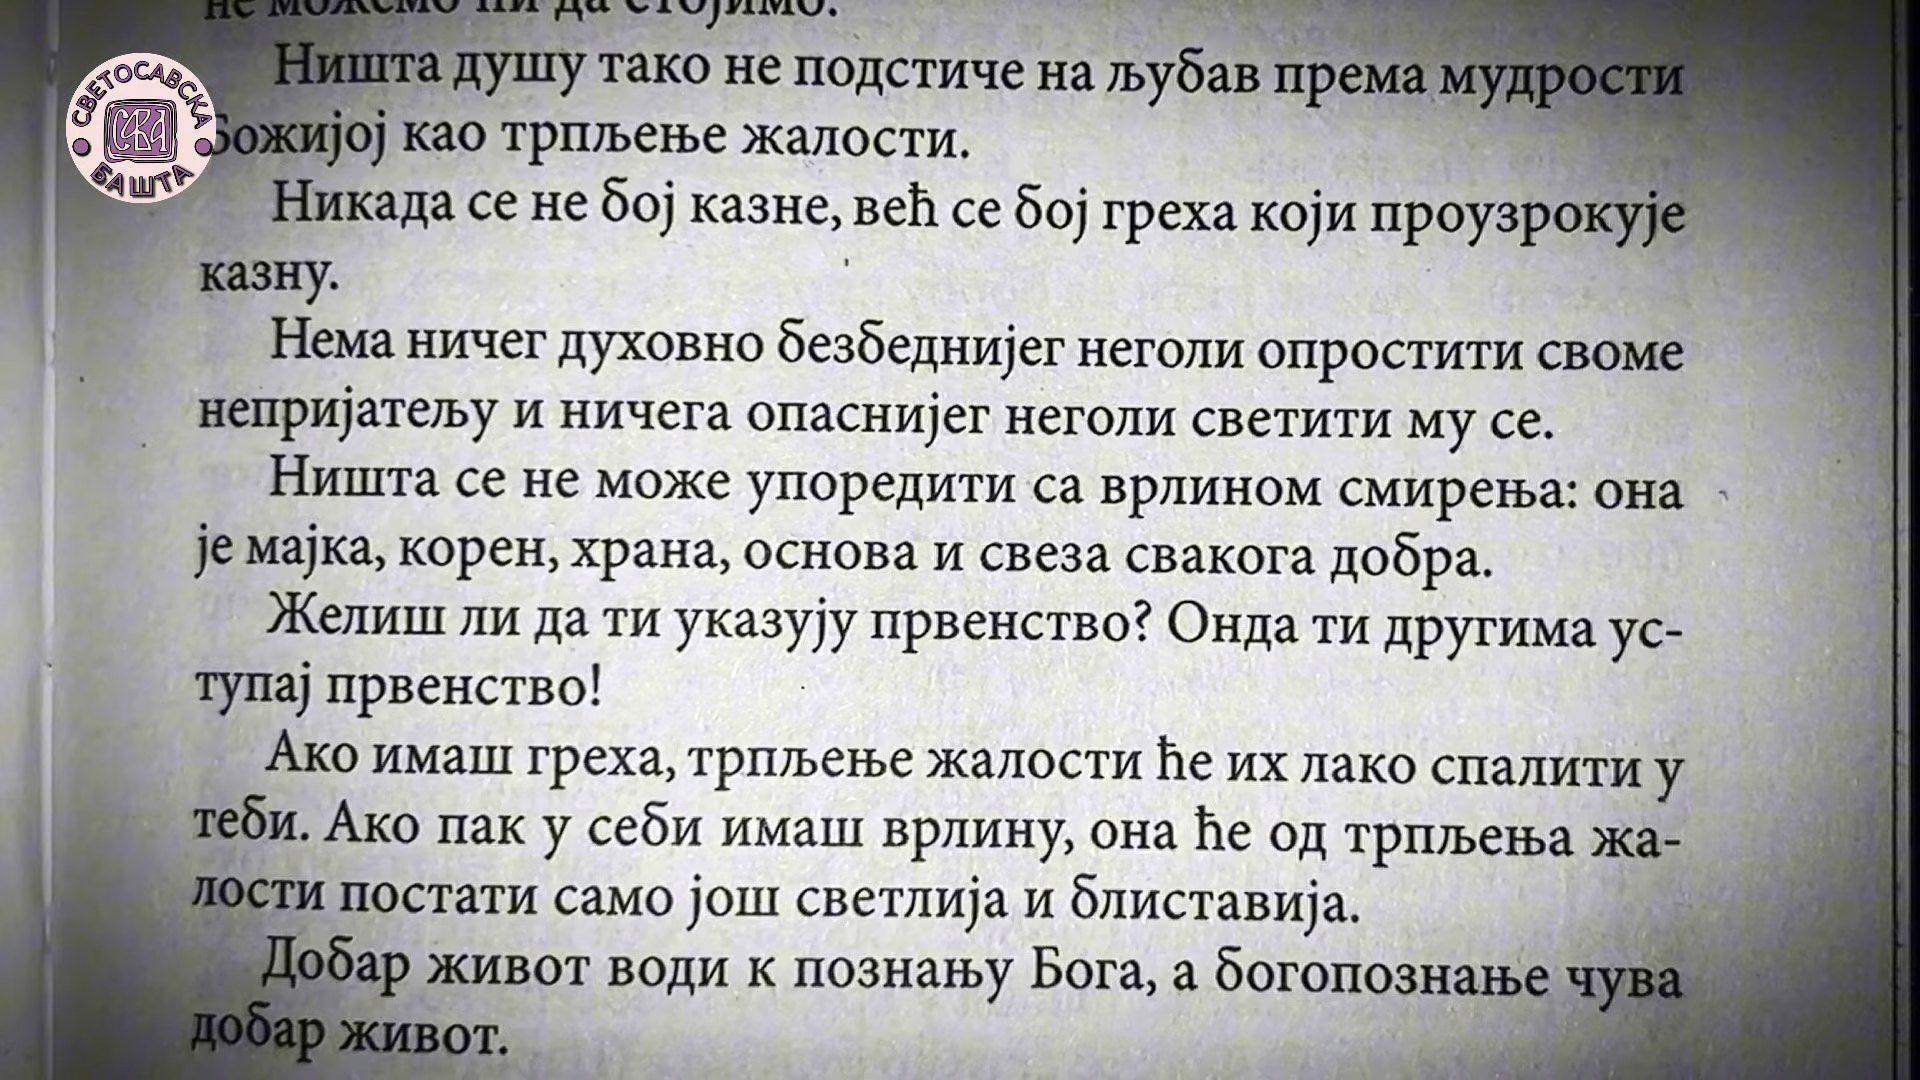 не можемо ни да стојимо.
Ништа душу тако не подстиче на љубав према мудрости
Божијој као трпљење жалости.
Никада се не бој казне, већ се бој греха који проузрокује
казну.
Нема ничег духовно безбеднијег неголи опростити своме
непријатељу и ничега опаснијег неголи светити му се.
Ништа се не може упоредити са врлином смирења: она
је мајка, корен, храна, основа и свеза свакога добра.
Желиш ли да ти указују првенство? Онда ти другима ус-
тупај првенство!
Ако имаш греха, трпљење жалости ће их лако спалити у
теби. Ако пак у себи имаш врлину, она ће од трпљења жа-
лости постати само још светлија и блиставија.
Добар живот води к познању Бога, а богопознање чува
добар живот.
СВЕТОСАВСКА
БАШТА